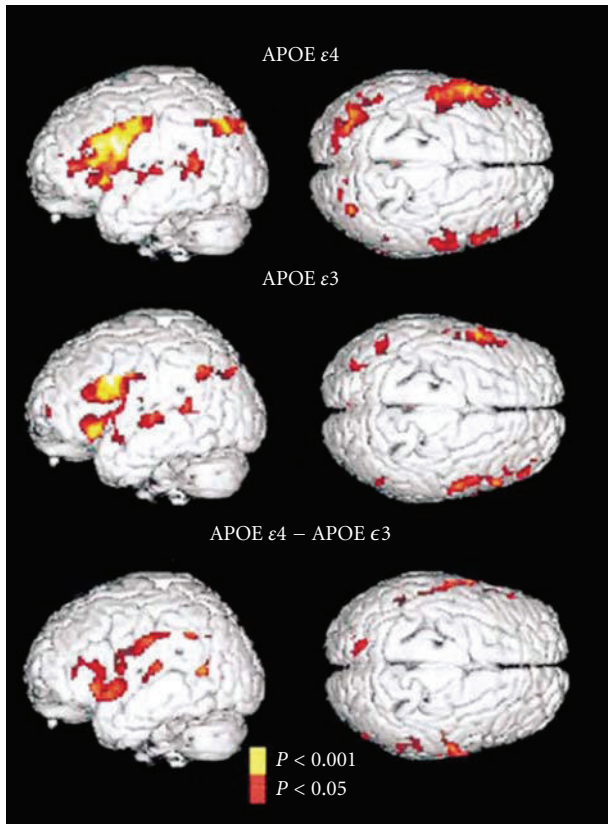 APOE ε4
APOE ε3
APOE ε4 − APOE ϵ3
P < 0.001
P < 0.05